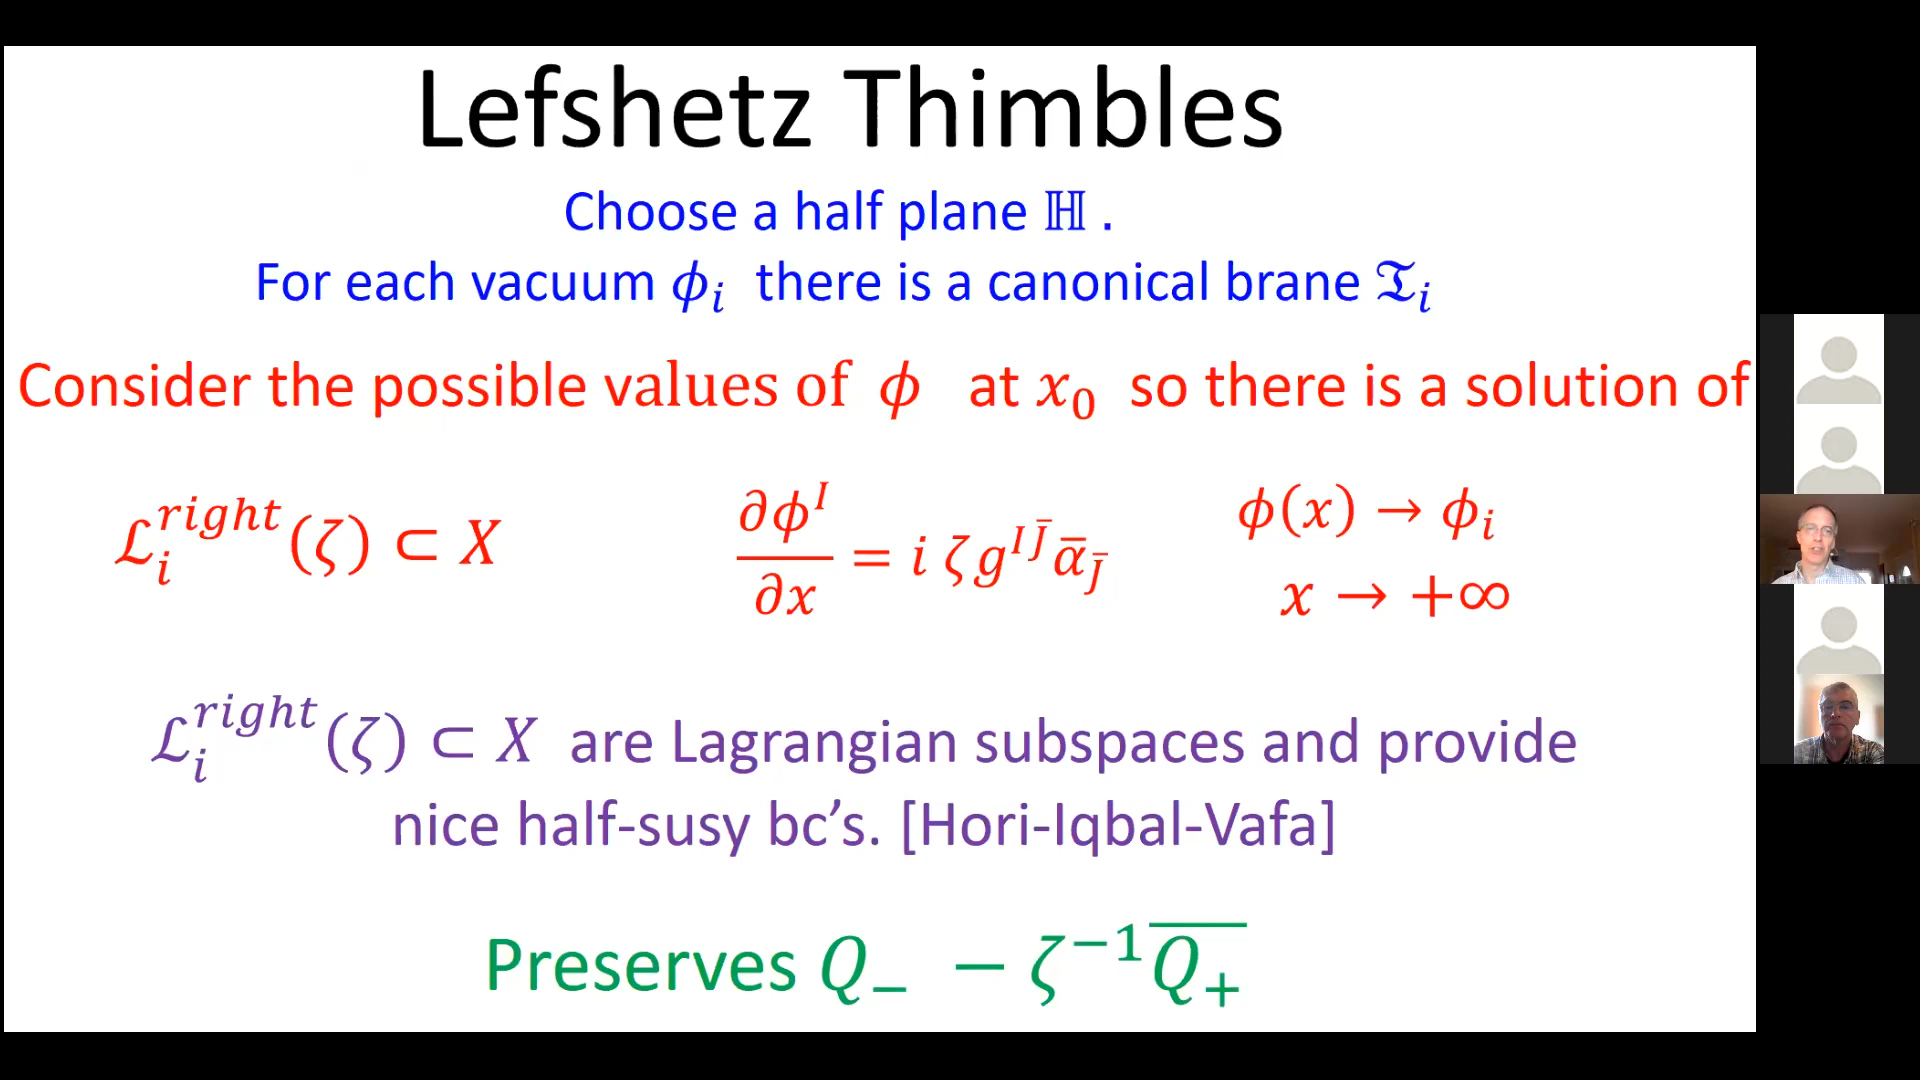 Lefshetz Thimbles
Choose a half plane ℍ .
For each vacuum ϕ_i there is a canonical brane 𝔗_i
Consider the possible values of ϕ at x_0 so there is a solution of
ℒ_i^{right}(ζ) ⊂ X
∂ϕ^I/∂x = i ζ g^{IJ̄} ᾱ_{J̄}
ϕ(x) → ϕ_i
x → +∞
ℒ_i^{right}(ζ) ⊂ X are Lagrangian subspaces and provide
nice half-susy bc’s. [Hori-Iqbal-Vafa]
Preserves Q_− − ζ^{−1} \overline{Q_+}